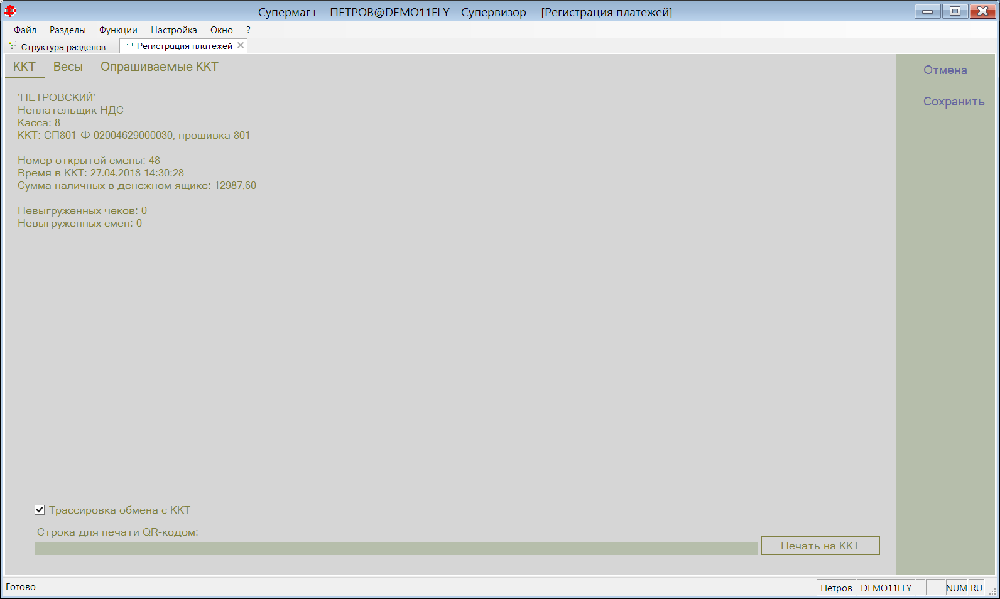 Супермаг+ - ПЕТРОВ@DEMO11FLY - Супервизор - [Регистрация платежей]
Файл Разделы Функции Настройка Окно ?
Структура разделов K+ Регистрация платежей
ККТ Весы Опрашиваемые ККТ
Отмена
Сохранить
'ПЕТРОВСКИЙ'
Неплательщик НДС
Касса: 8
ККТ: СП801-Ф 02004629000030, прошивка 801
Номер открытой смены: 48
Время в ККТ: 27.04.2018 14:30:28
Сумма наличных в денежном ящике: 12987,60
Невыгруженных чеков: 0
Невыгруженных смен: 0
Трассировка обмена с ККТ
Строка для печати QR-кодом:
Печать на ККТ
Готово
Петров DEMO11FLY NUM RU